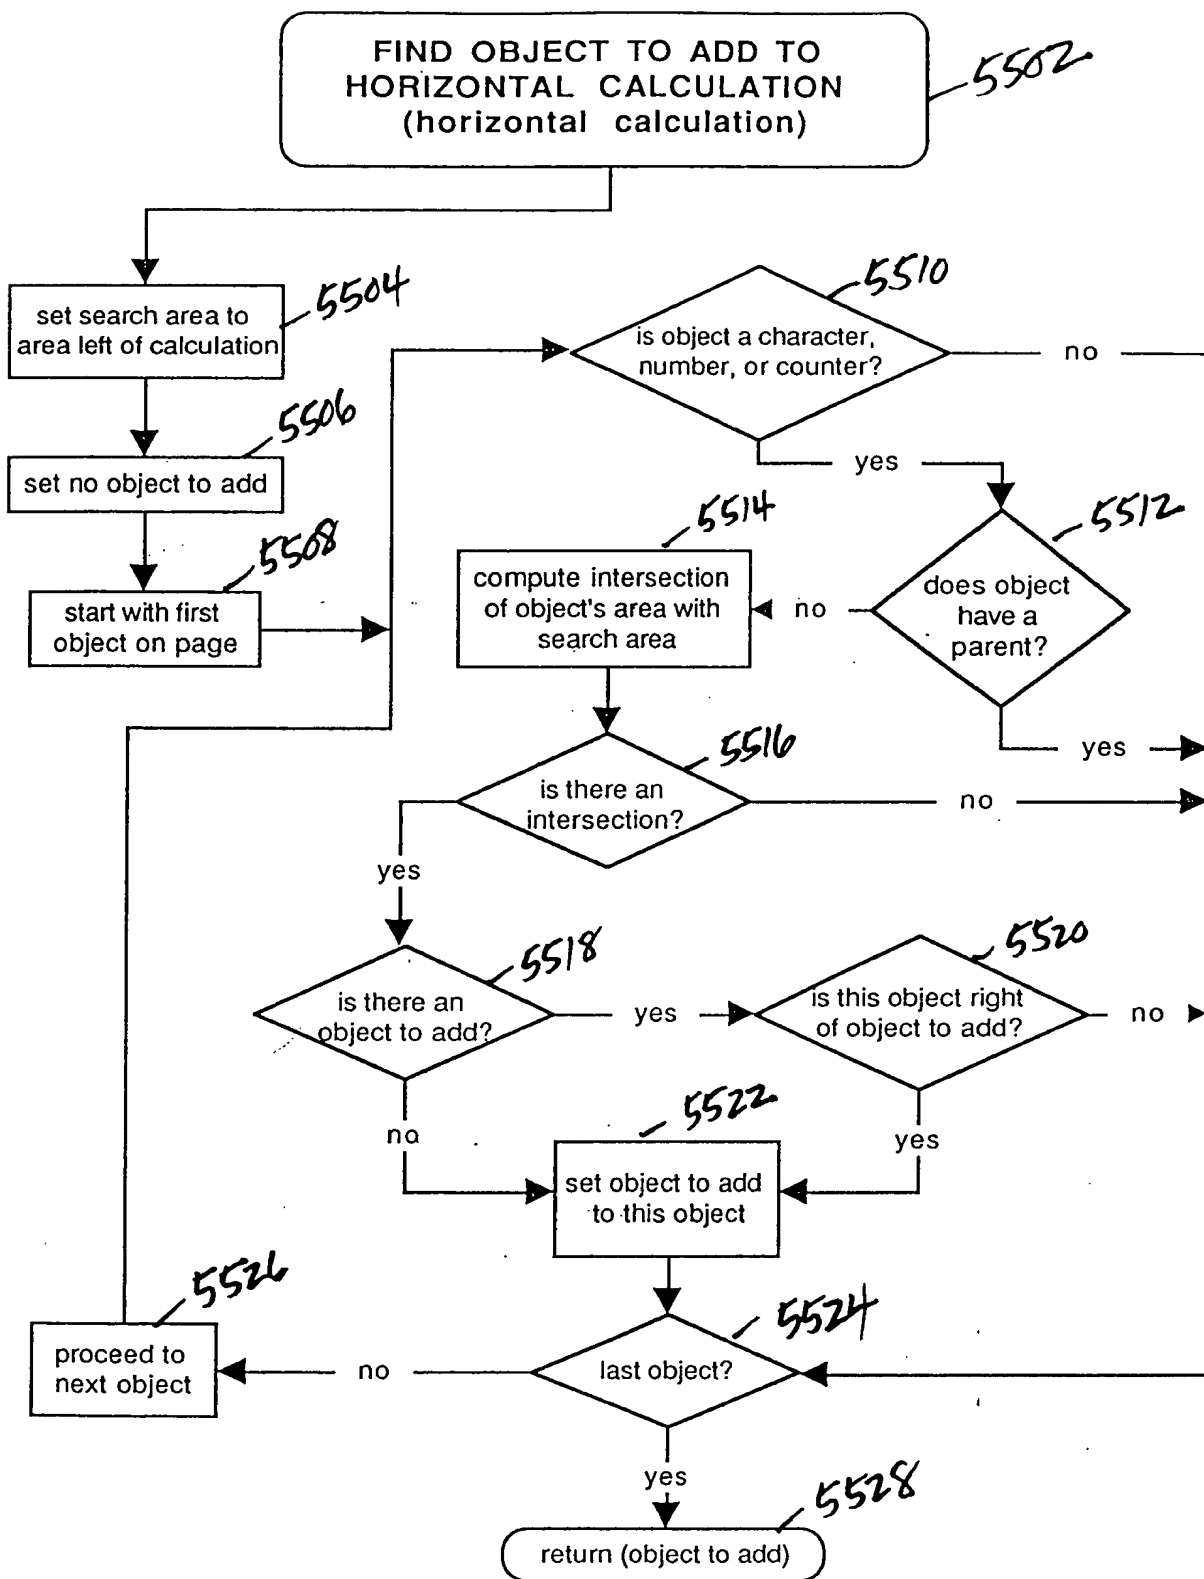 FIND OBJECT TO ADD TO
HORIZONTAL CALCULATION
(horizontal calculation)
5502
set search area to
area left of calculation
5504
set no object to add
5506
start with first
object on page
5508
is object a character,
number, or counter?
5510
no
yes
does object
have a
parent?
5512
no
yes
compute intersection
of object's area with
search area
5514
is there an
intersection?
5516
no
yes
is there an
object to add?
5518
yes
no
is this object right
of object to add?
5520
no
yes
set object to add
to this object
5522
last object?
5524
no
yes
proceed to
next object
5526
return (object to add)
5528